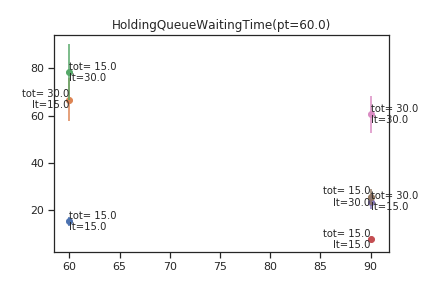 HoldingQueueWaitingTime(pt=60.0)
80
60
40
20
tot= 15.0
lt=30.0
tot= 30.0
lt=15.0
tot= 15.0
lt=15.0
tot= 30.0
lt=30.0
tot= 15.0
lt=30.0
tot= 30.0
lt=15.0
tot= 15.0
lt=15.0
60
65
70
75
80
85
90